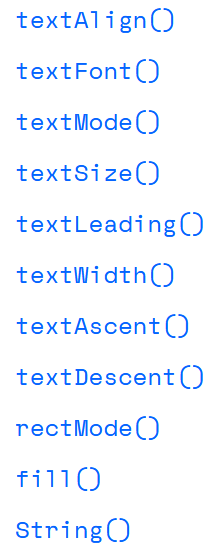 textAlign()
textFont()
textMode()
textSize()
textLeading()
textWidth()
textAscent()
textDescent()
rectMode()
fill()
String()